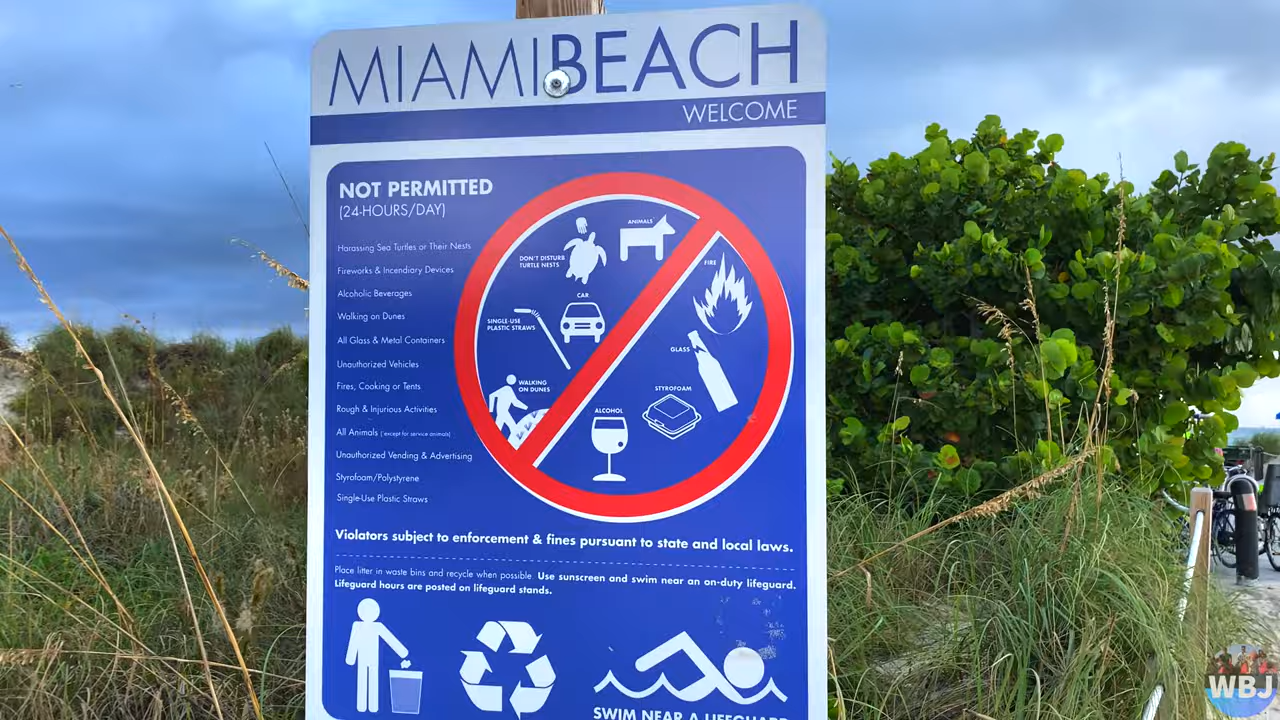 MIAMIBEACH
WELCOME
NOT PERMITTED
(24-HOURS/DAY)
Harassing Sea Turtles or Their Nests
Fireworks & Incendiary Devices
Alcoholic Beverages
Walking on Dunes
All Glass & Metal Containers
Unauthorized Vehicles
Fires, Cooking or Tents
Rough & Injurious Activities
All Animals (*except for service animals)
Unauthorized Vending & Advertising
Styrofoam/Polystyrene
Single-Use Plastic Straws
DON'T DISTURB
TURTLE NESTS
ANIMALS
FIRE
CAR
SINGLE-USE
PLASTIC STRAWS
GLASS
WALKING
ON DUNES
STYROFOAM
ALCOHOL
Violators subject to enforcement & fines pursuant to state and local laws.
Place litter in waste bins and recycle when possible. Use sunscreen and swim near an on-duty lifeguard.
Lifeguard hours are posted on lifeguard stands.
SWIM NEAR A LIFEGUARD
WBJ